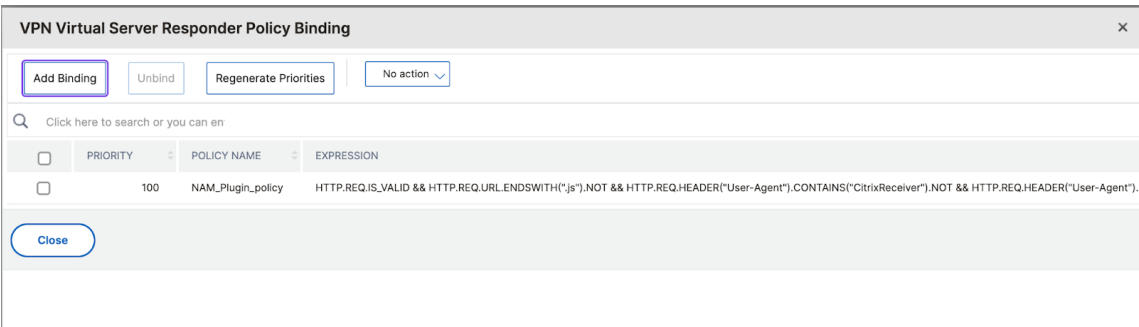 VPN Virtual Server Responder Policy Binding
Add Binding Unbind Regenerate Priorities No action
Click here to search or you can en
PRIORITY POLICY NAME EXPRESSION
100 NAM_Plugin_policy HTTP.REQ.IS_VALID && HTTP.REQ.URL.ENDSWITH(".js").NOT && HTTP.REQ.HEADER("User-Agent").CONTAINS("CitrixReceiver").NOT && HTTP.REQ.HEADER("User-Agent").
Close